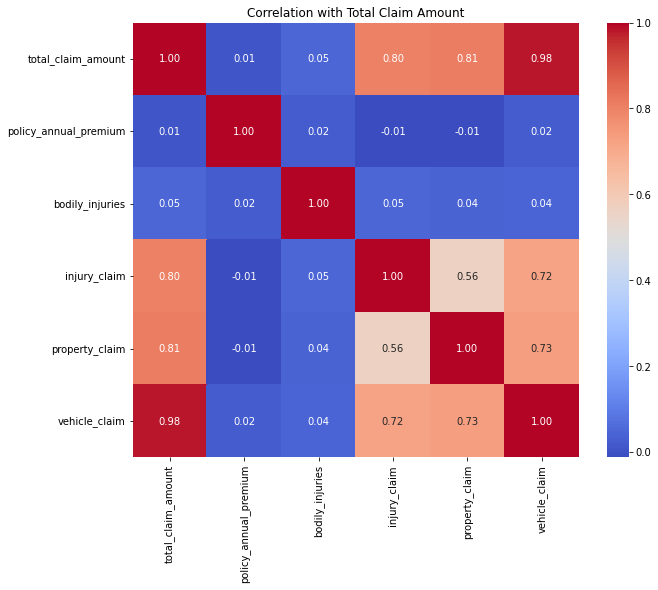 Correlation with Total Claim Amount
total_claim_amount 1.00 0.01 0.05 0.80 0.81 0.98
policy_annual_premium 0.01 1.00 0.02 -0.01 -0.01 0.02
bodily_injuries 0.05 0.02 1.00 0.05 0.04 0.04
injury_claim 0.80 -0.01 0.05 1.00 0.56 0.72
property_claim 0.81 -0.01 0.04 0.56 1.00 0.73
vehicle_claim 0.98 0.02 0.04 0.72 0.73 1.00
total_claim_amount
policy_annual_premium
bodily_injuries
injury_claim
property_claim
vehicle_claim
1.0
0.8
0.6
0.4
0.2
0.0